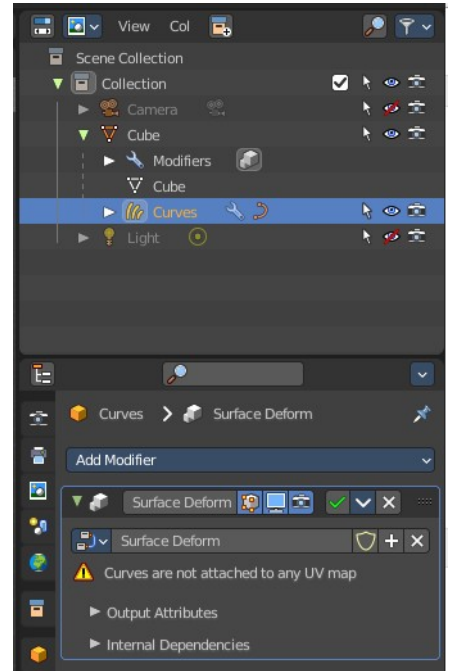 View Col
Scene Collection
Collection
Camera
Cube
Modifiers
Cube
Curves
Light
Curves Surface Deform
Add Modifier
Surface Deform
Surface Deform
Curves are not attached to any UV map
Output Attributes
Internal Dependencies